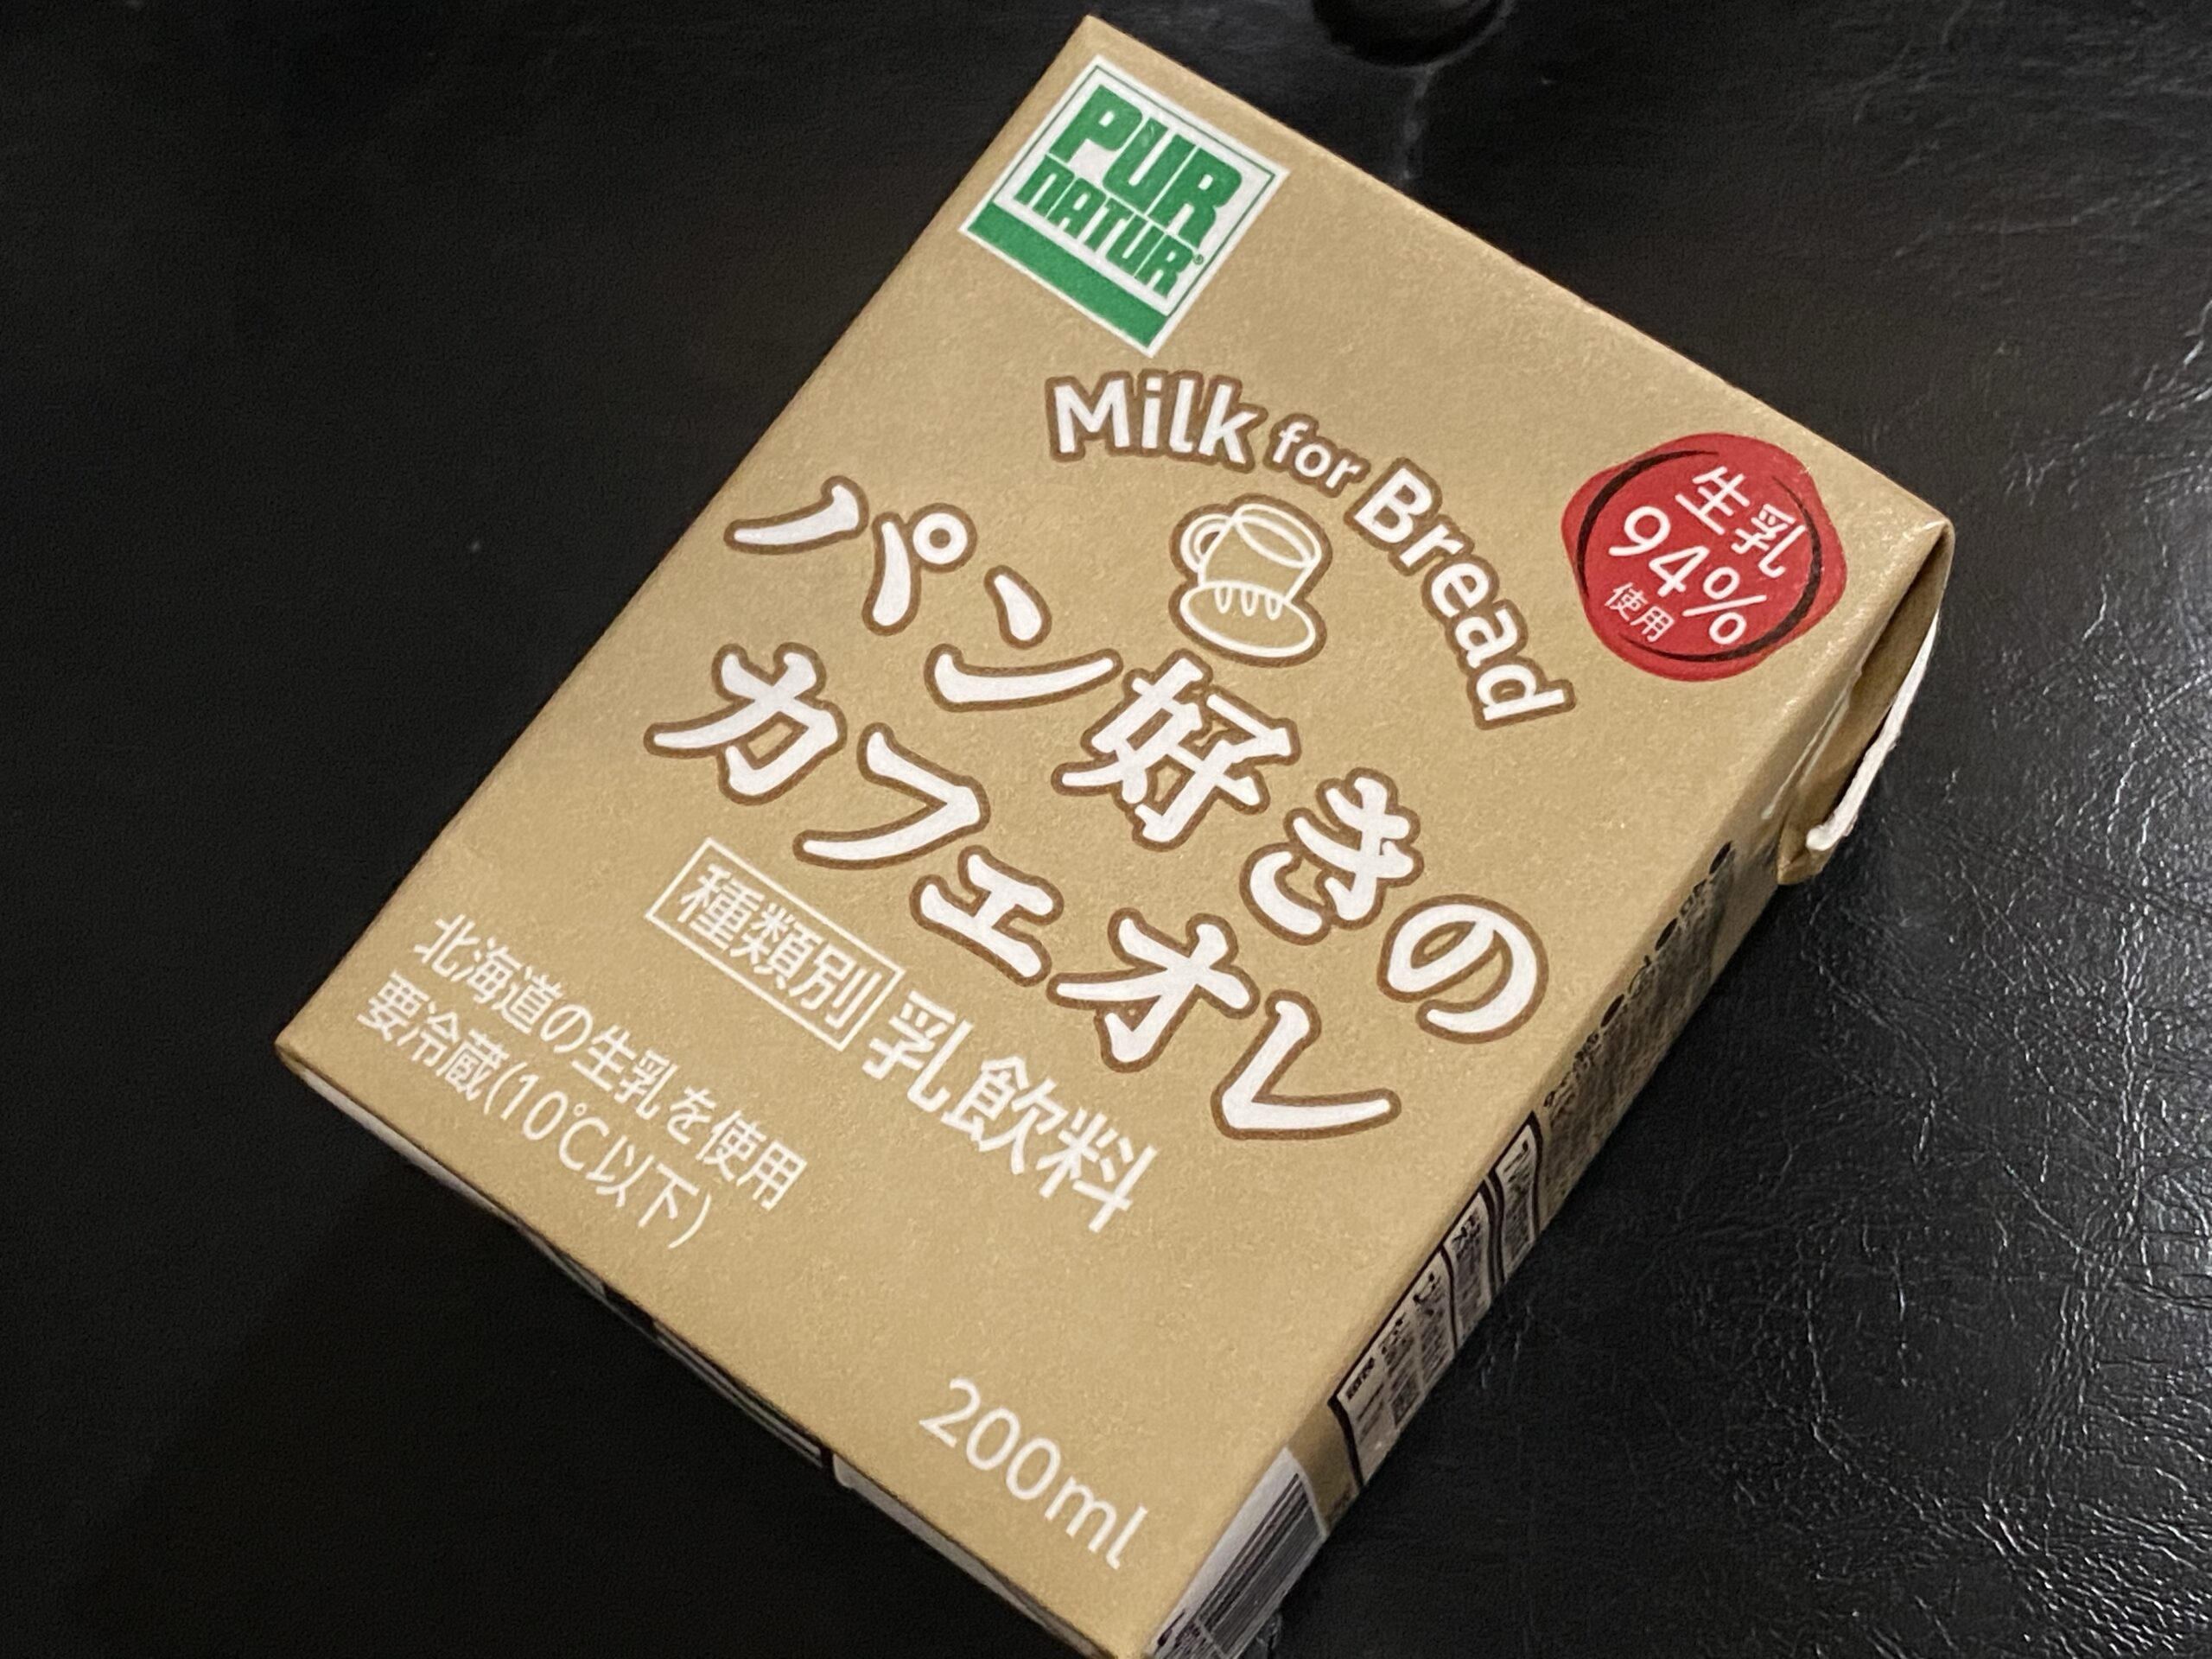 PUR
NATUR®
Milk for Bread
生乳
94%
使用
パン好きの
カフェオレ
種類別 乳飲料
北海道の生乳を使用
要冷蔵(10℃以下)
200ml